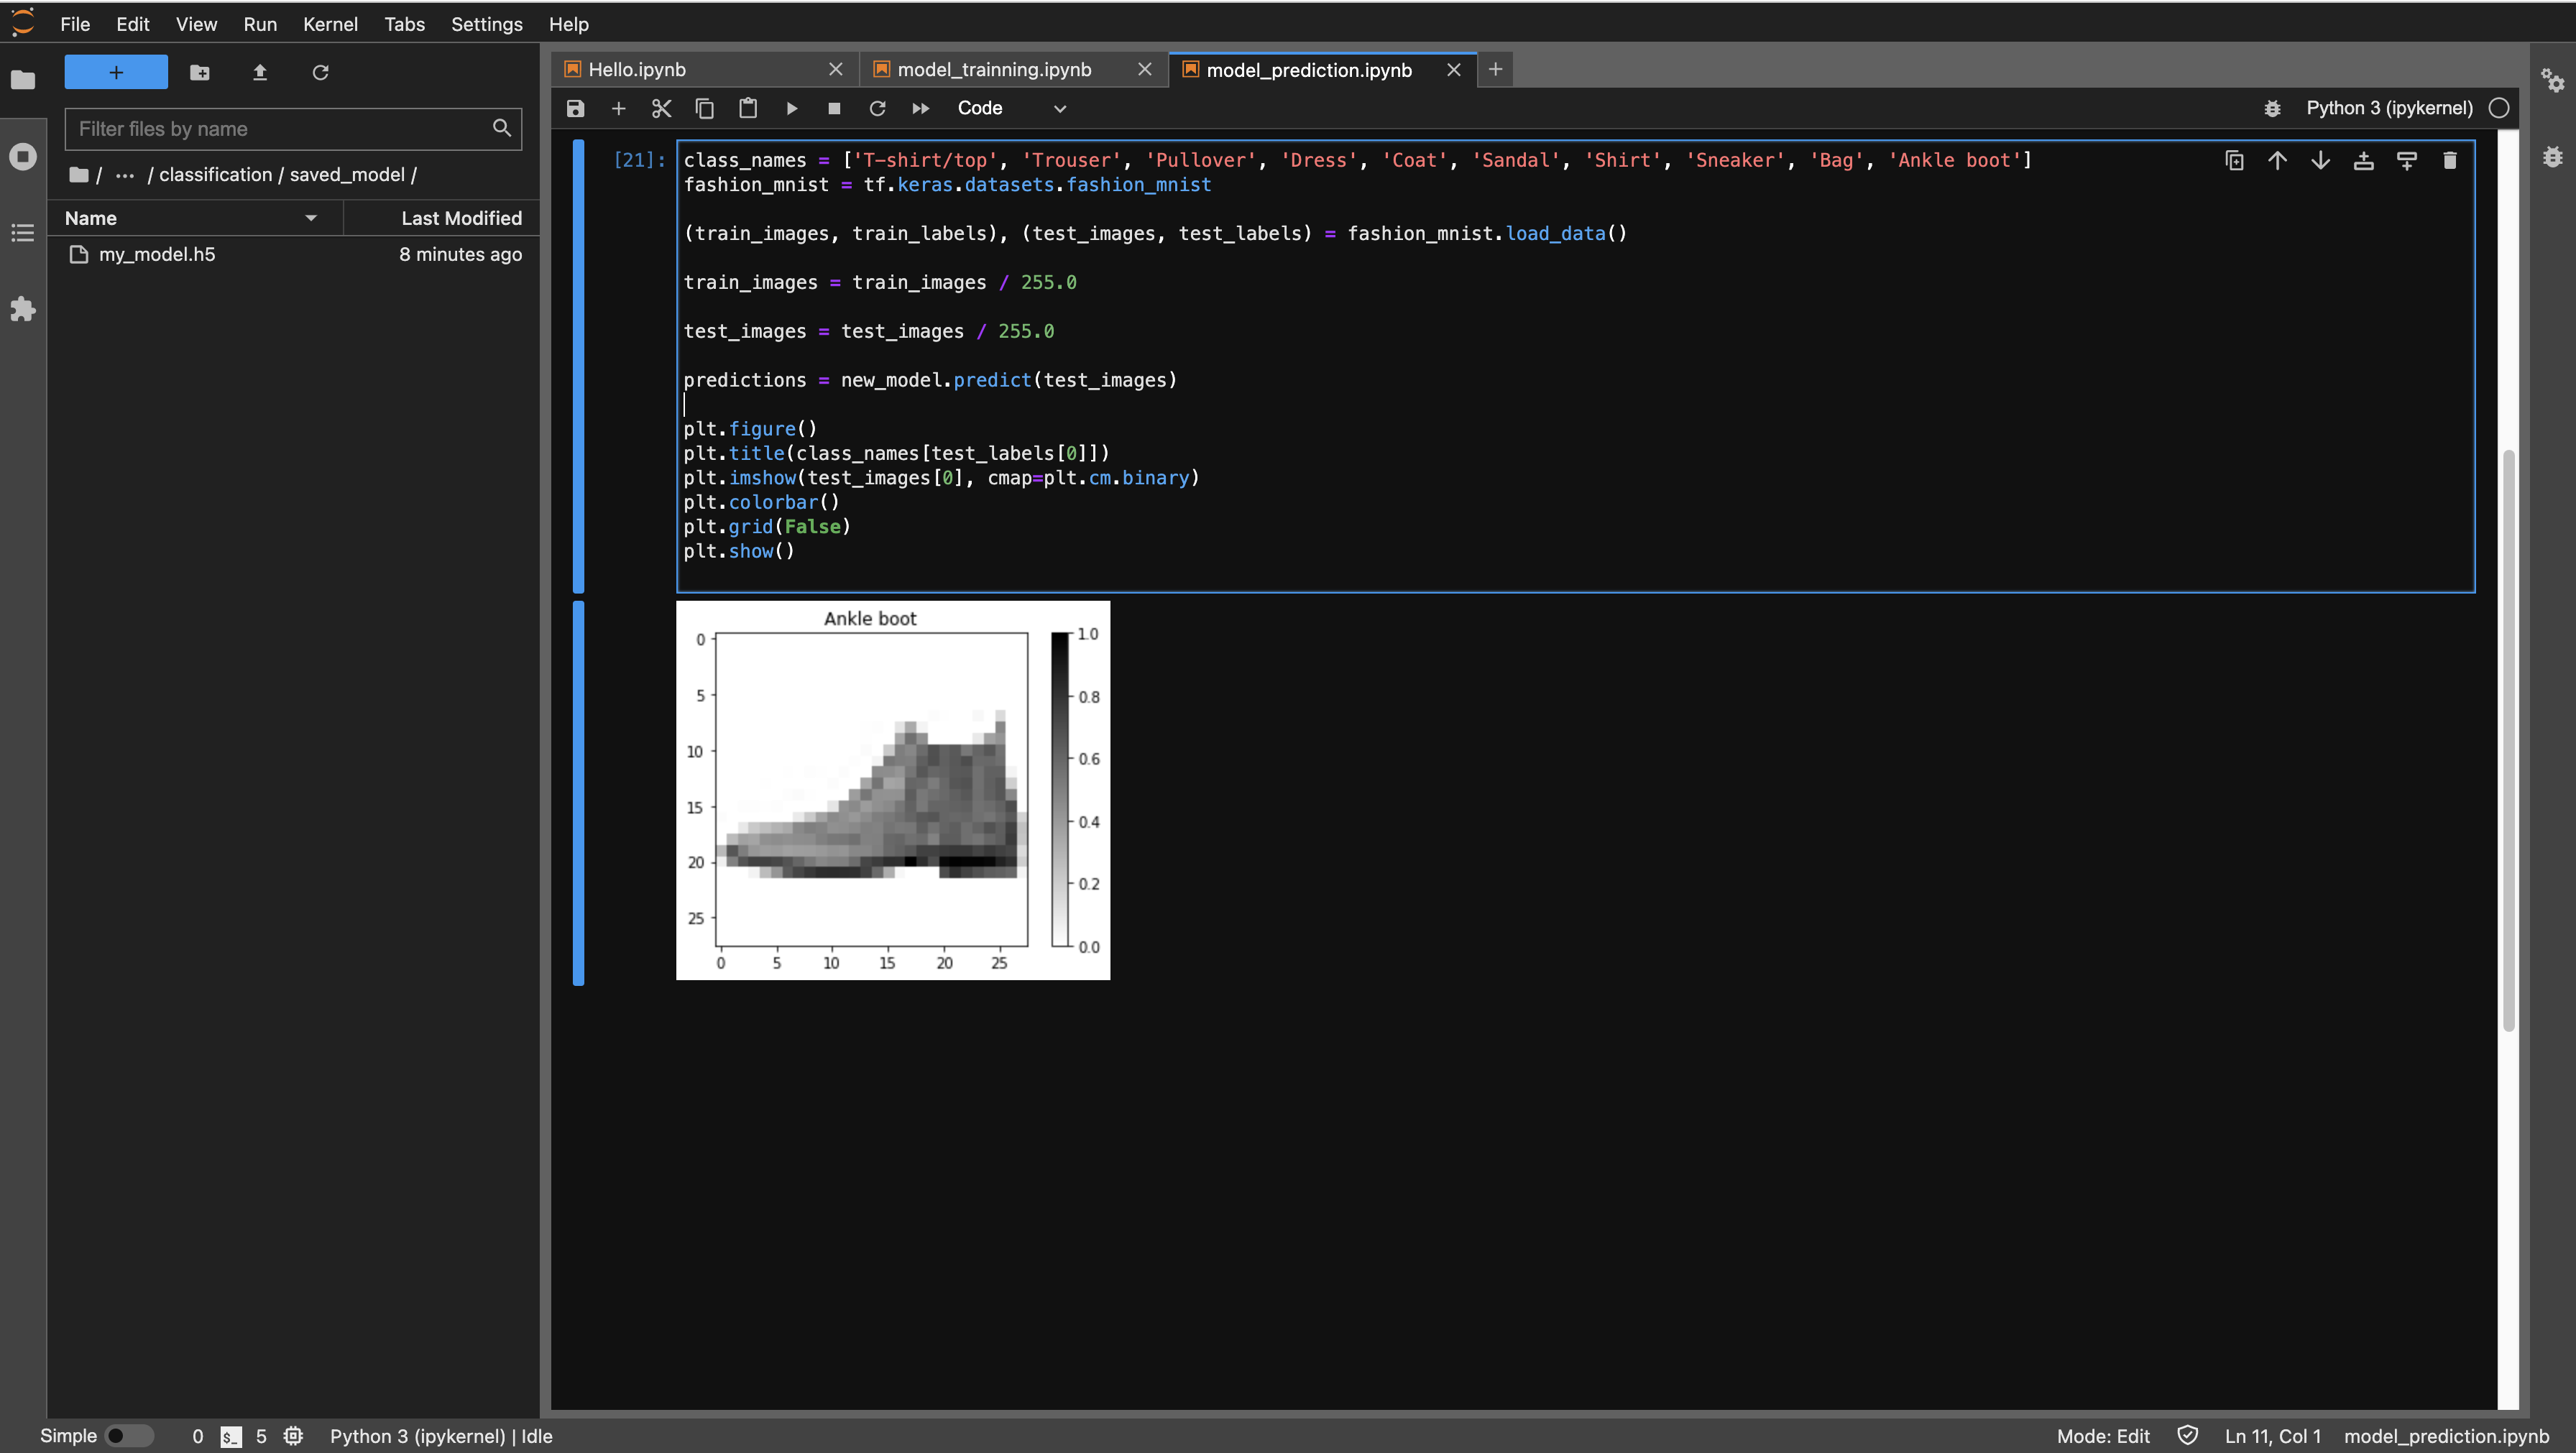 File Edit View Run Kernel Tabs Settings Help
+
Filter files by name
/ ··· / classification / saved_model /
Name Last Modified
my_model.h5 8 minutes ago
Hello.ipynb model_trainning.ipynb model_prediction.ipynb
Code Python 3 (ipykernel)
[21]: class_names = ['T-shirt/top', 'Trouser', 'Pullover', 'Dress', 'Coat', 'Sandal', 'Shirt', 'Sneaker', 'Bag', 'Ankle boot']
fashion_mnist = tf.keras.datasets.fashion_mnist
(train_images, train_labels), (test_images, test_labels) = fashion_mnist.load_data()
train_images = train_images / 255.0
test_images = test_images / 255.0
predictions = new_model.predict(test_images)
plt.figure()
plt.title(class_names[test_labels[0]])
plt.imshow(test_images[0], cmap=plt.cm.binary)
plt.colorbar()
plt.grid(False)
plt.show()
Ankle boot
0
5
10
15
20
25
0 5 10 15 20 25
1.0
0.8
0.6
0.4
0.2
0.0
Simple 0 $_ 5 Python 3 (ipykernel) | Idle Mode: Edit Ln 11, Col 1 model_prediction.ipynb